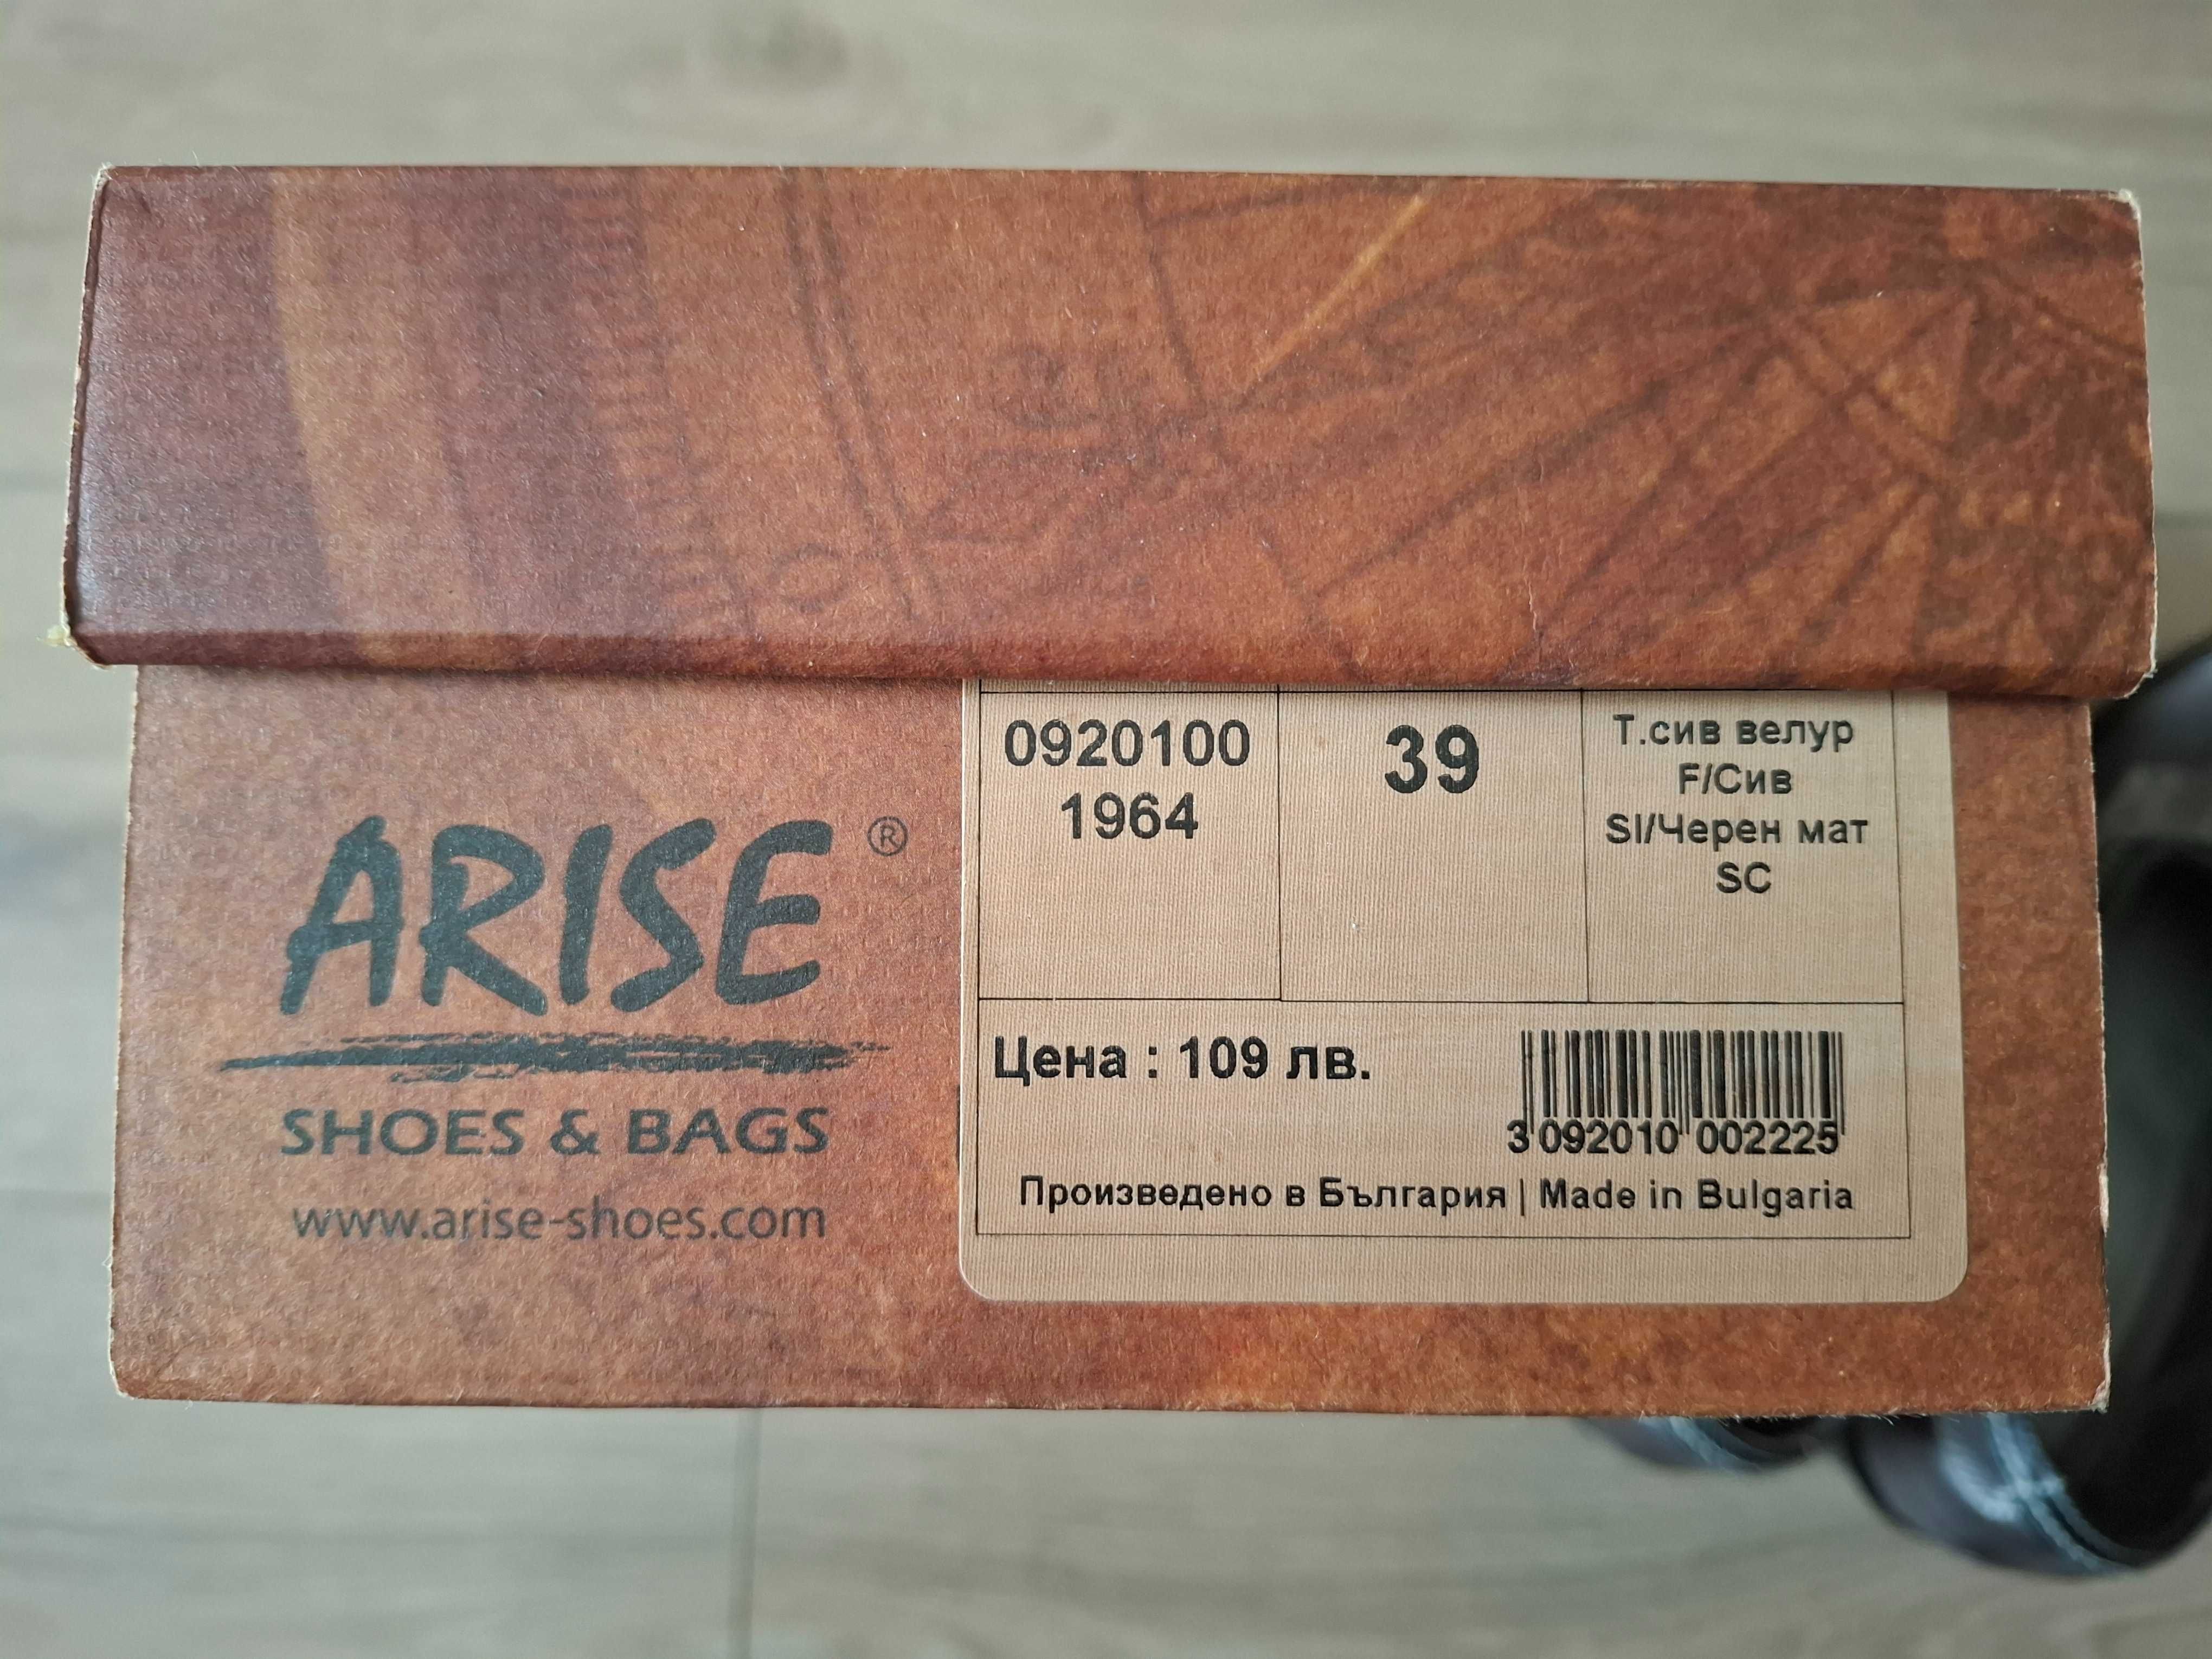 ARISE®
SHOES & BAGS
www.arise-shoes.com
0920100
1964
39
Т.сив велур
F/Сив
SI/Черен мат
SC
Цена : 109 лв.
3 092010 002225
Произведено в България | Made in Bulgaria